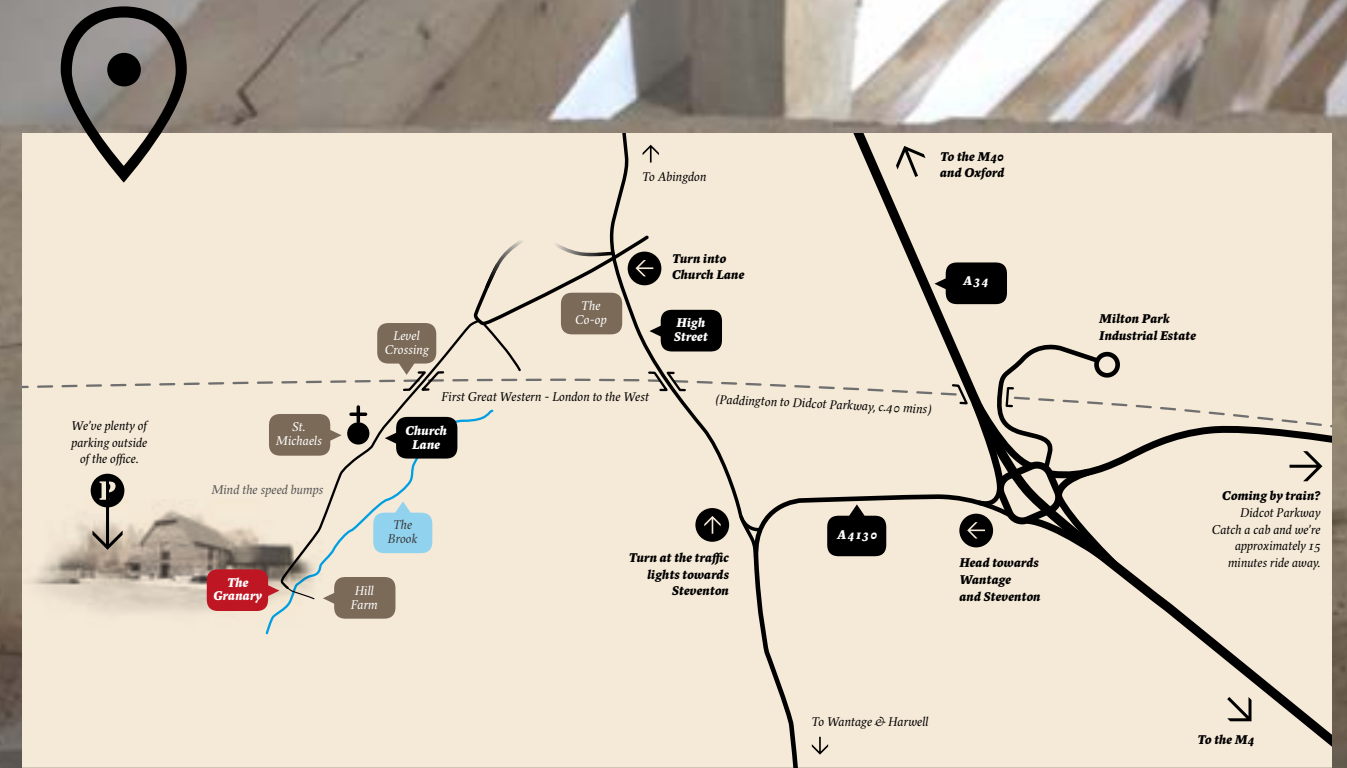 To Abingdon
To the M40
and Oxford
Turn into
Church Lane
A34
The
Co-op
High
Street
Milton Park
Industrial Estate
Level
Crossing
First Great Western - London to the West
(Paddington to Didcot Parkway, c.40 mins)
St.
Michaels
Church
Lane
We've plenty of
parking outside
of the office.
P
Mind the speed bumps
The
Brook
Coming by train?
Didcot Parkway
Catch a cab and we're
approximately 15
minutes ride away.
A4130
Turn at the traffic
lights towards
Steventon
Head towards
Wantage
and Steventon
The
Granary
Hill
Farm
To Wantage & Harwell
To the M4